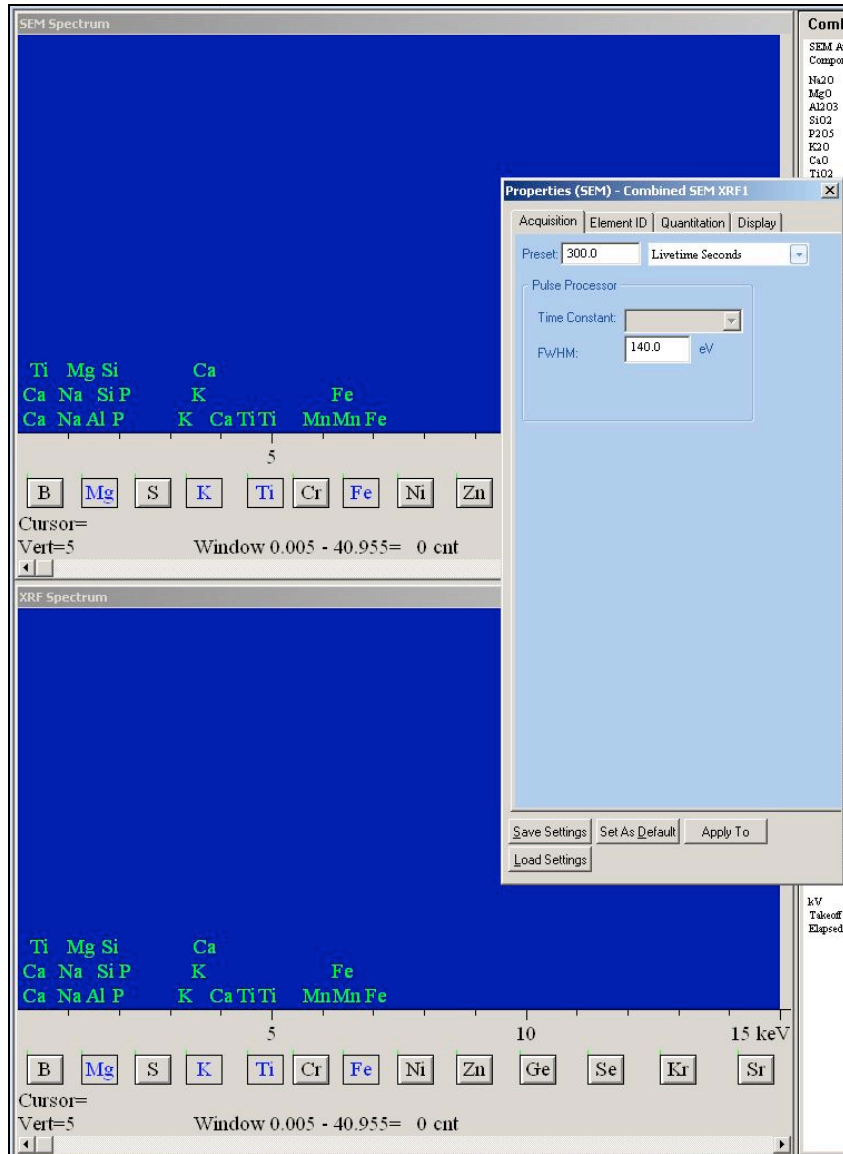 SEM Spectrum
Ti Mg Si Ca
Ca Na Si P K Fe
Ca Na Al P K Ca Ti Ti Mn Mn Fe
5
B Mg S K Ti Cr Fe Ni Zn
Cursor=
Vert=5 Window 0.005 - 40.955= 0 cnt
XRF Spectrum
Ti Mg Si Ca
Ca Na Si P K Fe
Ca Na Al P K Ca Ti Ti Mn Mn Fe
5 10 15 keV
B Mg S K Ti Cr Fe Ni Zn Ge Se Kr Sr
Cursor=
Vert=5 Window 0.005 - 40.955= 0 cnt
Properties (SEM) - Combined SEM XRF1
Acquisition Element ID Quantitation Display
Preset: 300.0 Livetime Seconds
Pulse Processor
Time Constant:
FWHM: 140.0 eV
Save Settings Set As Default Apply To
Load Settings
Comb
SEM A
Compo
Na2O
MgO
Al2O3
SiO2
P2O5
K2O
CaO
TiO2
kV
Takeoff
Elapsed